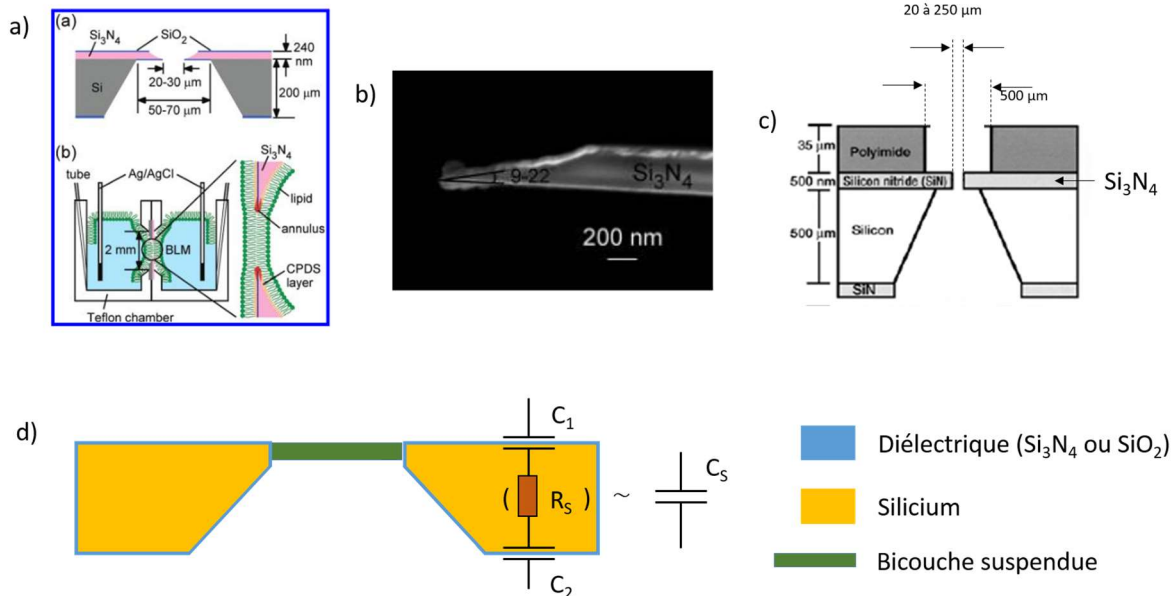 a)
(a)
Si3N4
SiO2
240
nm
Si
20-30 μm
200 μm
50-70 μm
(b)
tube
Ag/AgCl
2 mm
BLM
Teflon chamber
Si3N4
lipid
annulus
CPDS
layer
b)
9-22
Si3N4
200 nm
20 à 250 μm
500 μm
c)
35 μm
Polyimide
500 nm
Silicon nitride (SiN)
Si3N4
500 μm
Silicon
SiN
d)
C1
( RS )
~
CS
C2
Diélectrique (Si3N4 ou SiO2)
Silicium
Bicouche suspendue